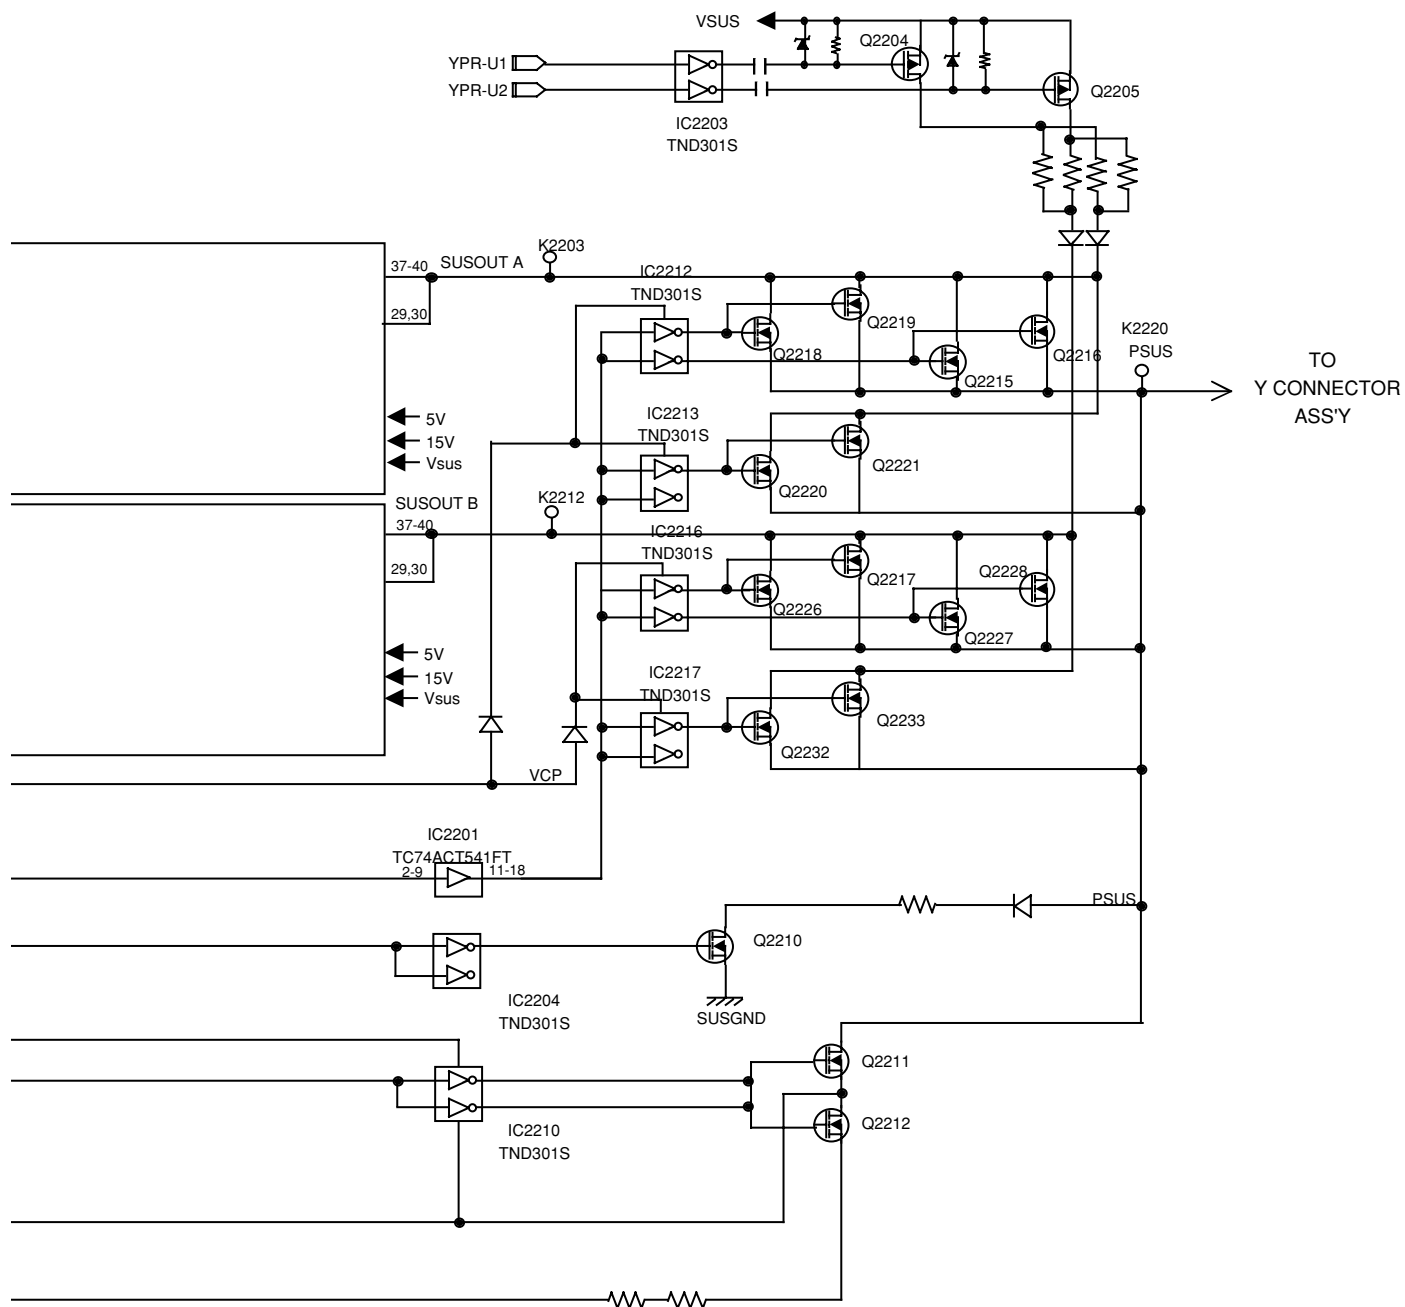 VSUS
Q2204
YPR-U1
YPR-U2
Q2205
IC2203
TND301S
K2203
37-40
SUSOUT A
IC2212
TND301S
29,30
Q2219
Q2218
Q2216
Q2215
K2220
PSUS
TO
Y CONNECTOR
ASS'Y
5V
15V
Vsus
IC2213
TND301S
Q2221
Q2220
SUSOUT B
K2212
37-40
IC2216
TND301S
29,30
Q2217
Q2228
Q2226
Q2227
5V
15V
Vsus
IC2217
TND301S
Q2233
Q2232
VCP
IC2201
TC74ACT541FT
2-9
11-18
PSUS
Q2210
IC2204
TND301S
SUSGND
Q2211
Q2212
IC2210
TND301S